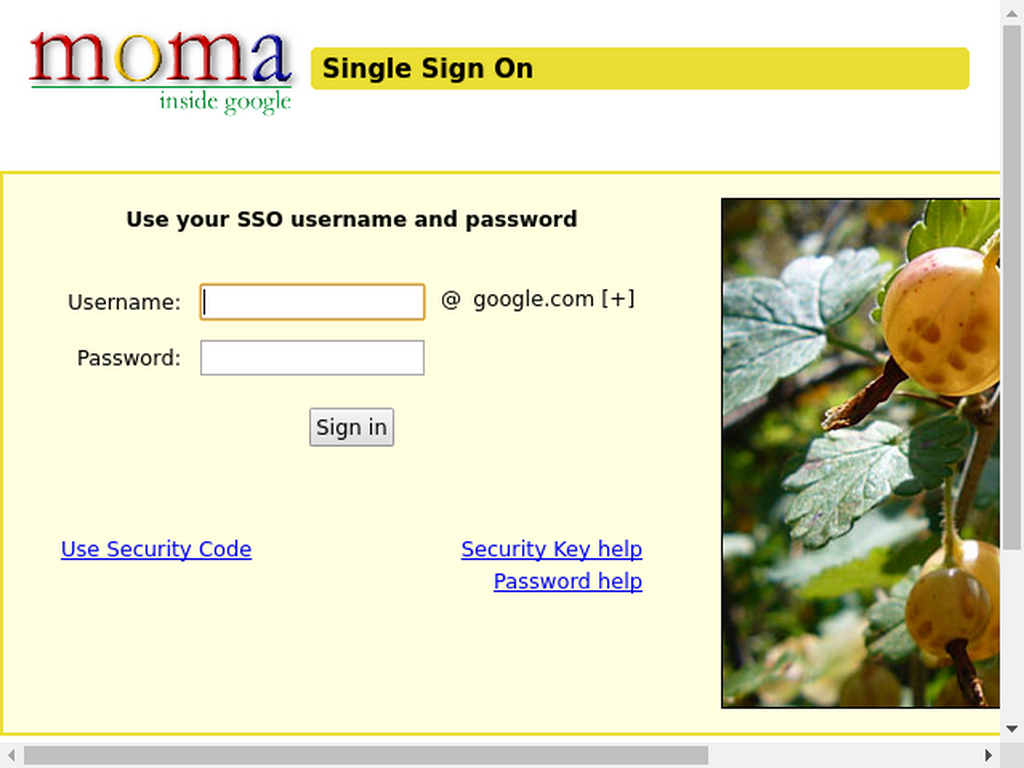 moma
inside google
Single Sign On
Use your SSO username and password
Username:
@ google.com [+]
Password:
Sign in
Use Security Code
Security Key help
Password help